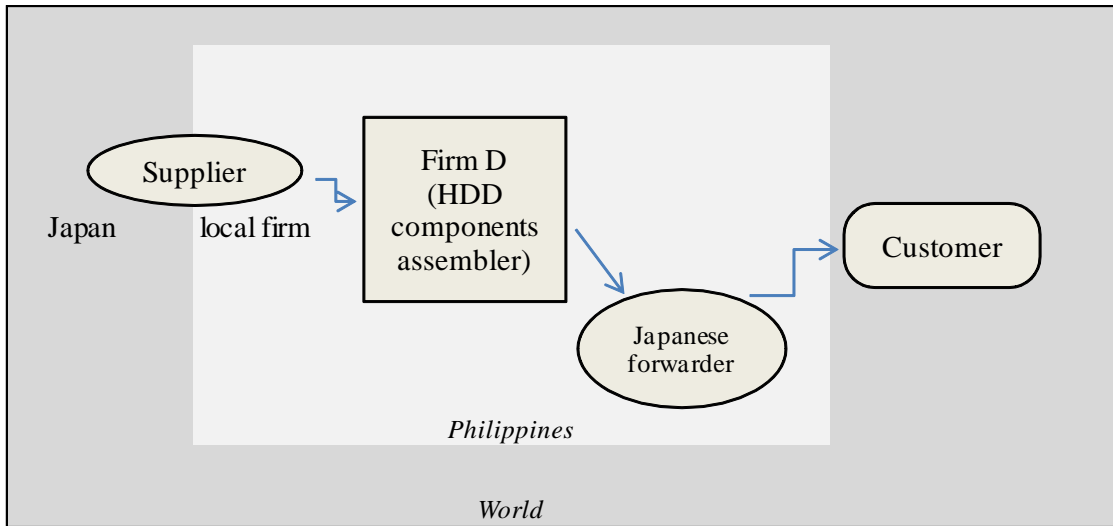 Supplier
Japan
local firm
Firm D
(HDD
components
assembler)
Japanese
forwarder
Customer
Philippines
World